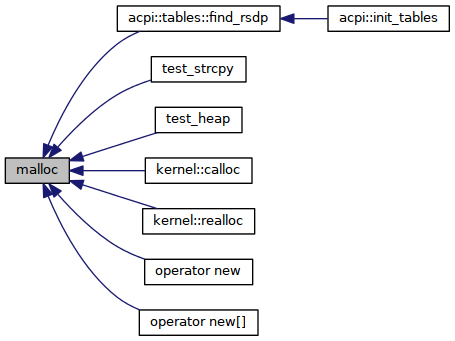 acpi::tables::find_rsdp
acpi::init_tables
test_strcpy
test_heap
malloc
kernel::calloc
kernel::realloc
operator new
operator new[]